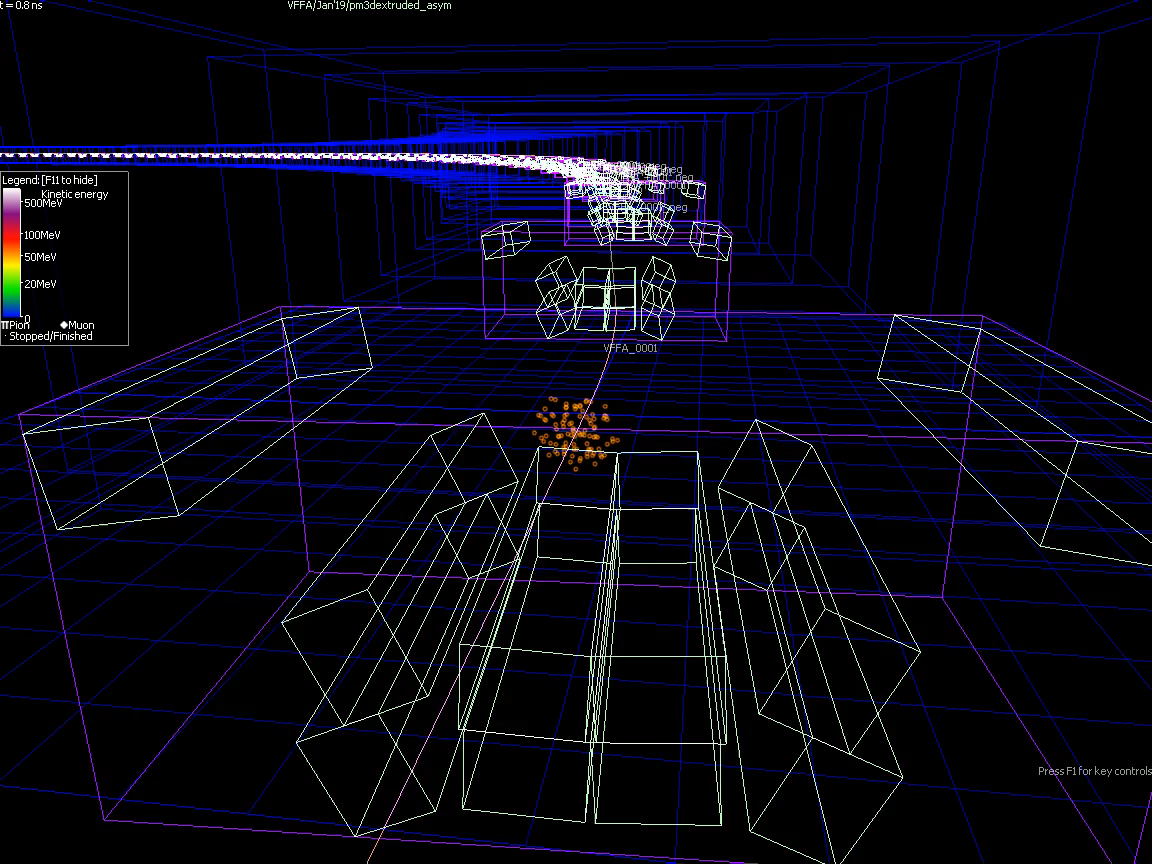 t = 0.8 ns
VFFA/Jan'19/pm3dextruded_asym
Legend: [F11 to hide]
Kinetic energy
500MeV
100MeV
50MeV
20MeV
0
Pion
Muon
Stopped/Finished
VFFA_0001
Press F1 for key controls